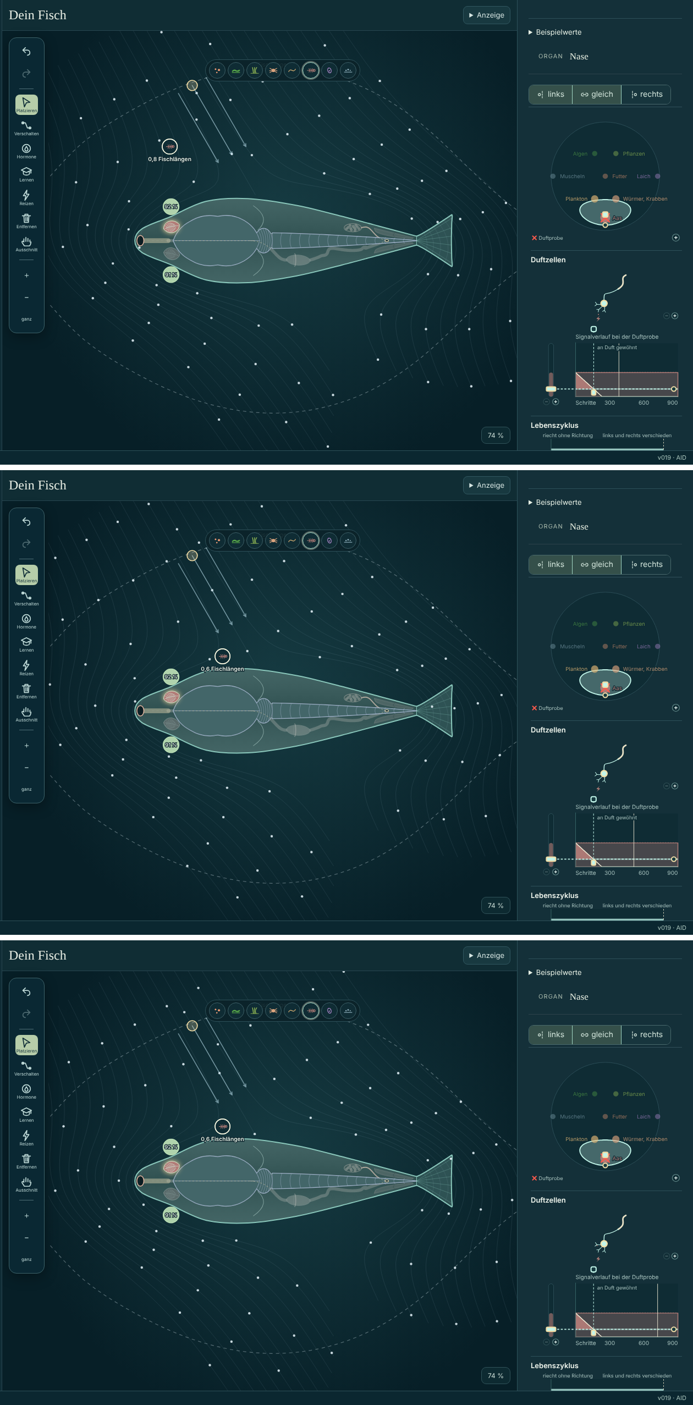 Dein Fisch
Anzeige
Platzieren
Verschalten
Hormone
Lernen
Reizen
Entfernen
Ausschnitt
+
−
ganz
0,8 Fischlängen
74 %
Beispielwerte
ORGAN Nase
links gleich rechts
Algen Pflanzen
Muscheln Futter Laich
Plankton Würmer, Krabben
Duftprobe
Duftzellen
Signalverlauf bei der Duftprobe
an Duft gewöhnt
Schritte 300 600 900
Lebenszyklus
riecht ohne Richtung links und rechts verschieden
v019 · AID
Dein Fisch
Anzeige
Platzieren
Verschalten
Hormone
Lernen
Reizen
Entfernen
Ausschnitt
+
−
ganz
0,6 Fischlängen
74 %
Beispielwerte
ORGAN Nase
links gleich rechts
Algen Pflanzen
Muscheln Futter Laich
Plankton Würmer, Krabben
Duftprobe
Duftzellen
Signalverlauf bei der Duftprobe
an Duft gewöhnt
Schritte 300 600 900
Lebenszyklus
riecht ohne Richtung links und rechts verschieden
v019 · AID
Dein Fisch
Anzeige
Platzieren
Verschalten
Hormone
Lernen
Reizen
Entfernen
Ausschnitt
+
−
ganz
0,6 Fischlängen
74 %
Beispielwerte
ORGAN Nase
links gleich rechts
Algen Pflanzen
Muscheln Futter Laich
Plankton Würmer, Krabben
Duftprobe
Duftzellen
Signalverlauf bei der Duftprobe
an Duft gewöhnt
Schritte 300 600 900
Lebenszyklus
riecht ohne Richtung links und rechts verschieden
v019 · AID